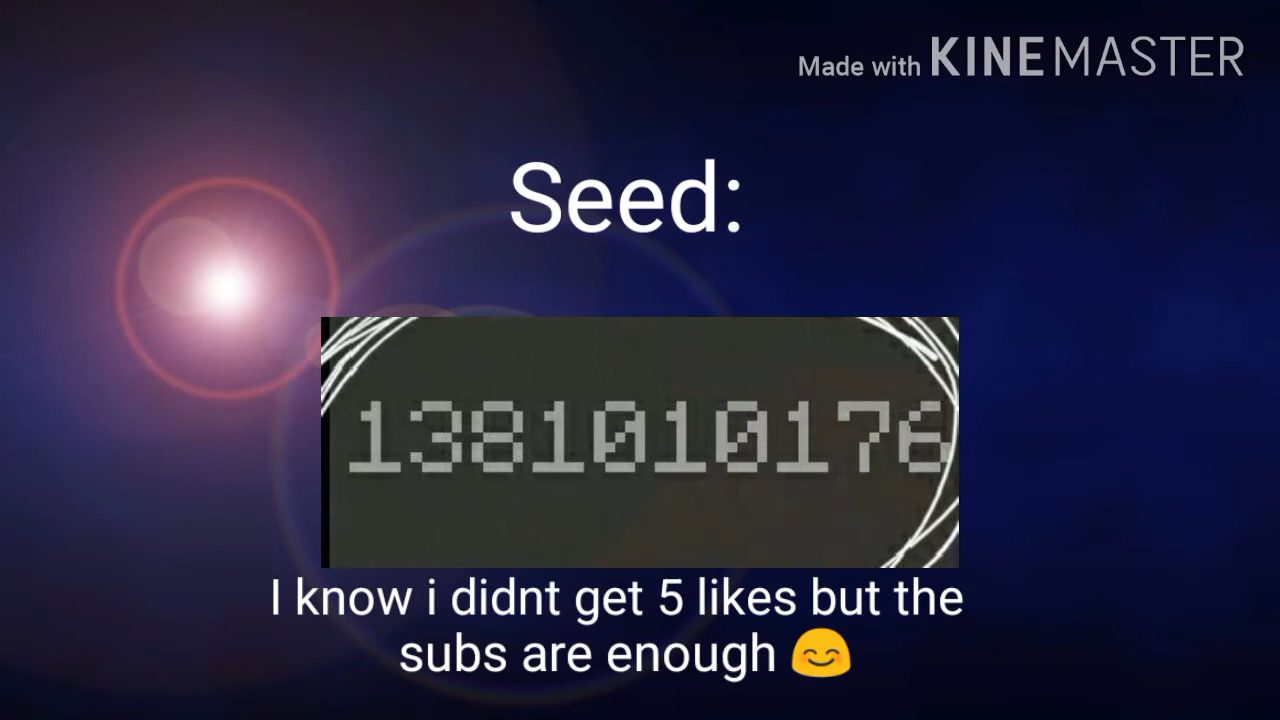 Made with KINEMASTER
Seed:
1381010176
I know i didnt get 5 likes but the
subs are enough 😊